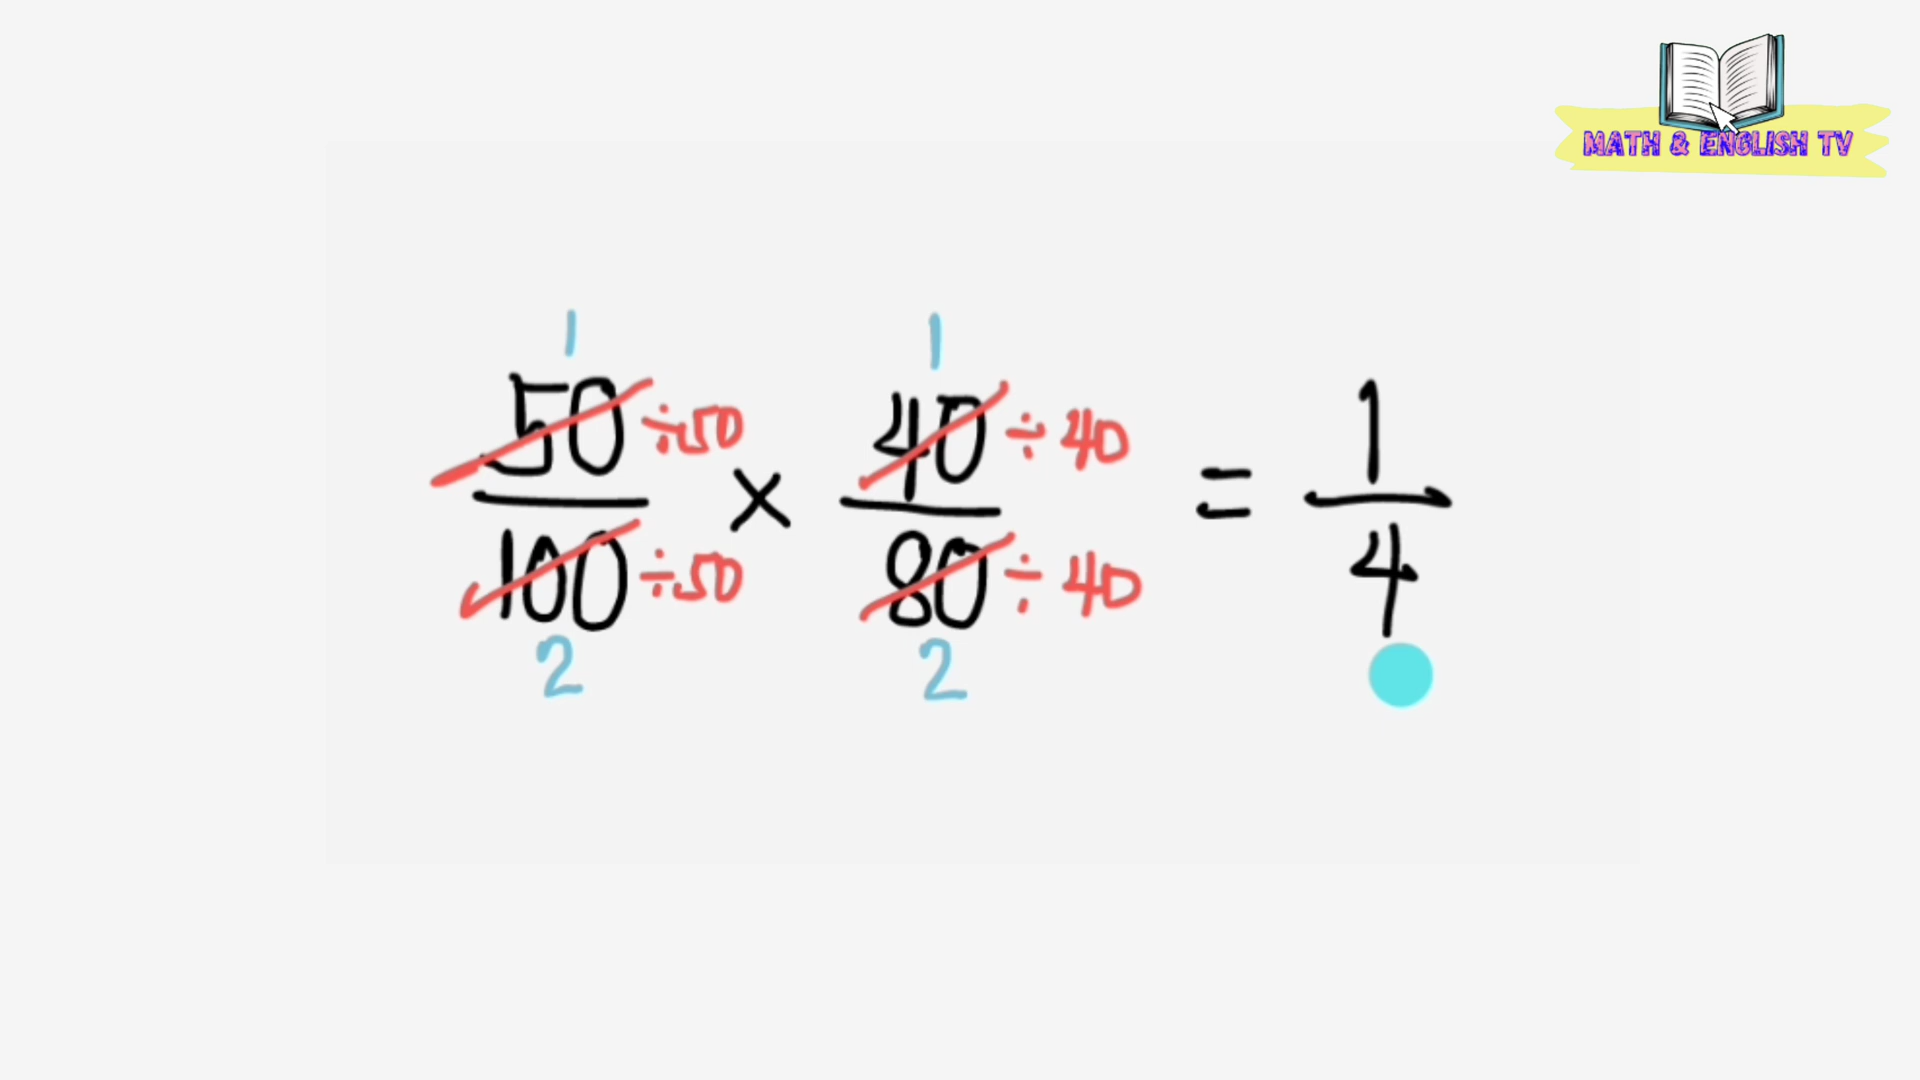 MATH & ENGLISH TV
1 1
50 ÷50 40 ÷ 40 1
— × — = —
100 ÷50 80 ÷ 40 4
2 2